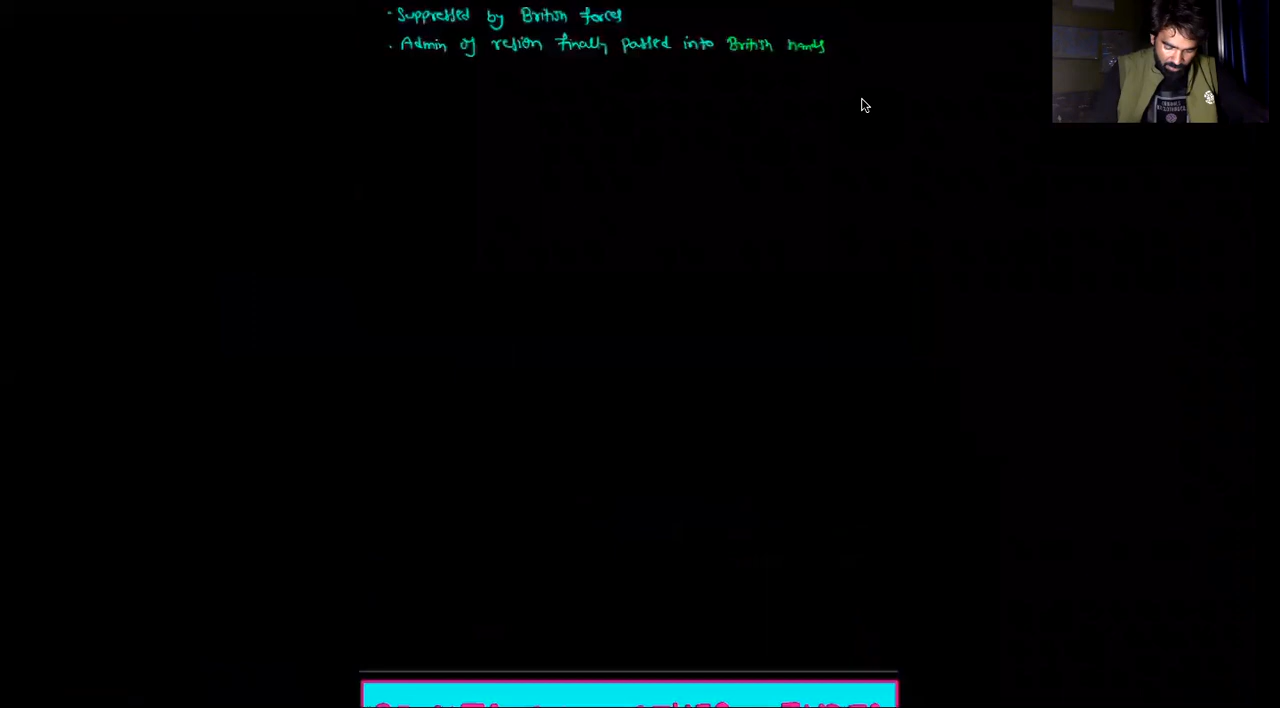 · Suppressed by British forces
· Admin of region finally passed into British hands